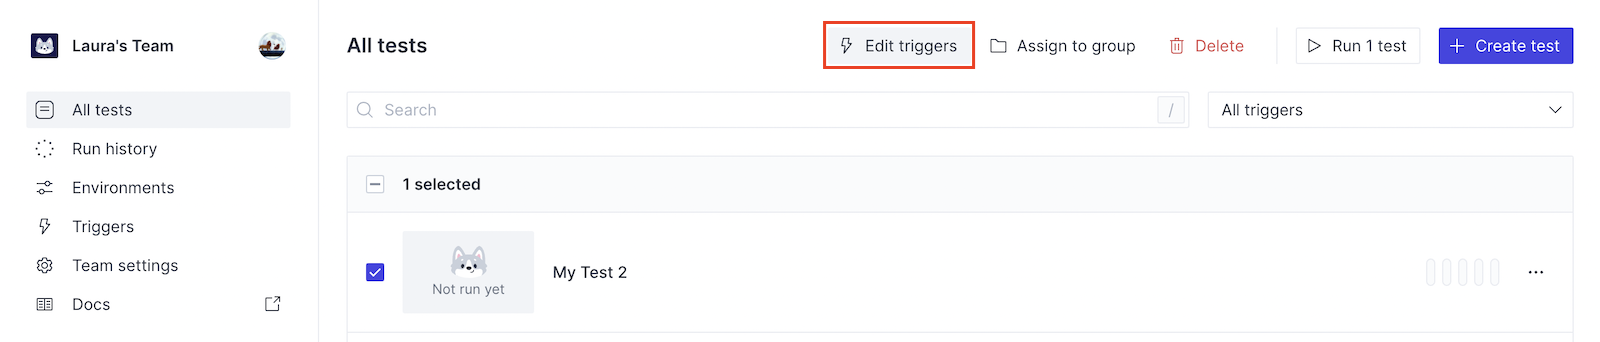 Laura's Team
All tests
Run history
Environments
Triggers
Team settings
Docs
All tests
Edit triggers
Assign to group
Delete
Run 1 test
Create test
Search
/
All triggers
1 selected
Not run yet
My Test 2